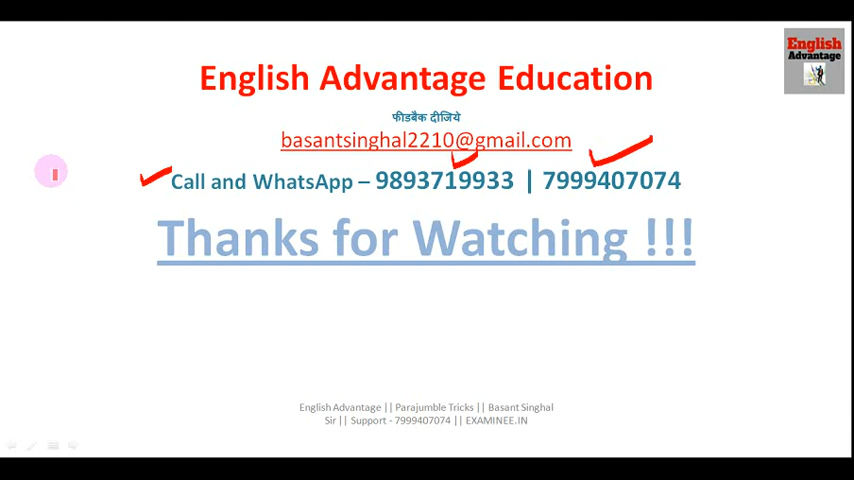 English
Advantage
English Advantage Education
फीडबैक दीजिये
basantsinghal2210@gmail.com
Call and WhatsApp – 9893719933 | 7999407074
Thanks for Watching !!!
English Advantage || Parajumble Tricks || Basant Singhal
Sir || Support - 7999407074 || EXAMINEE.IN